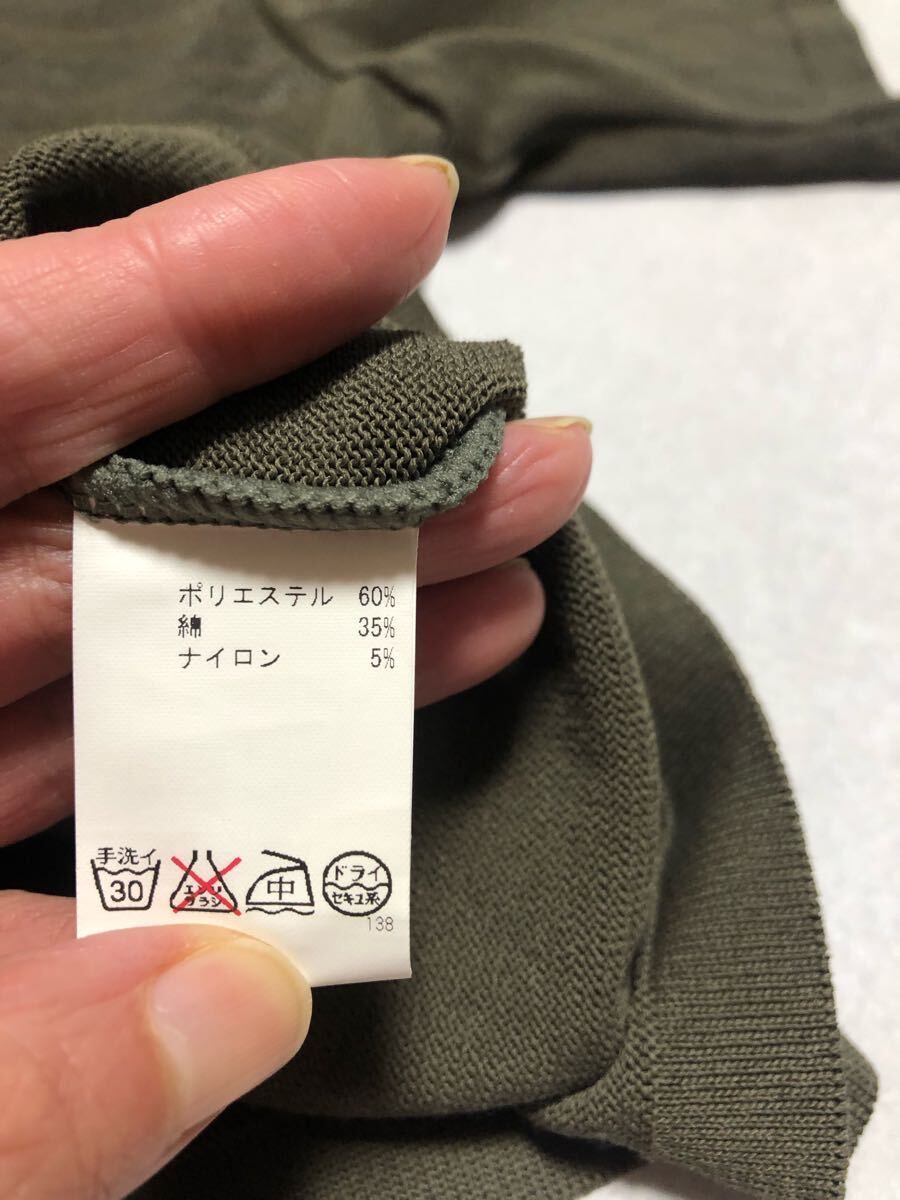 ポリエステル 60%
綿 35%
ナイロン 5%
手洗イ
30
エンソ
サラシ
中
ドライ
セキユ系
138